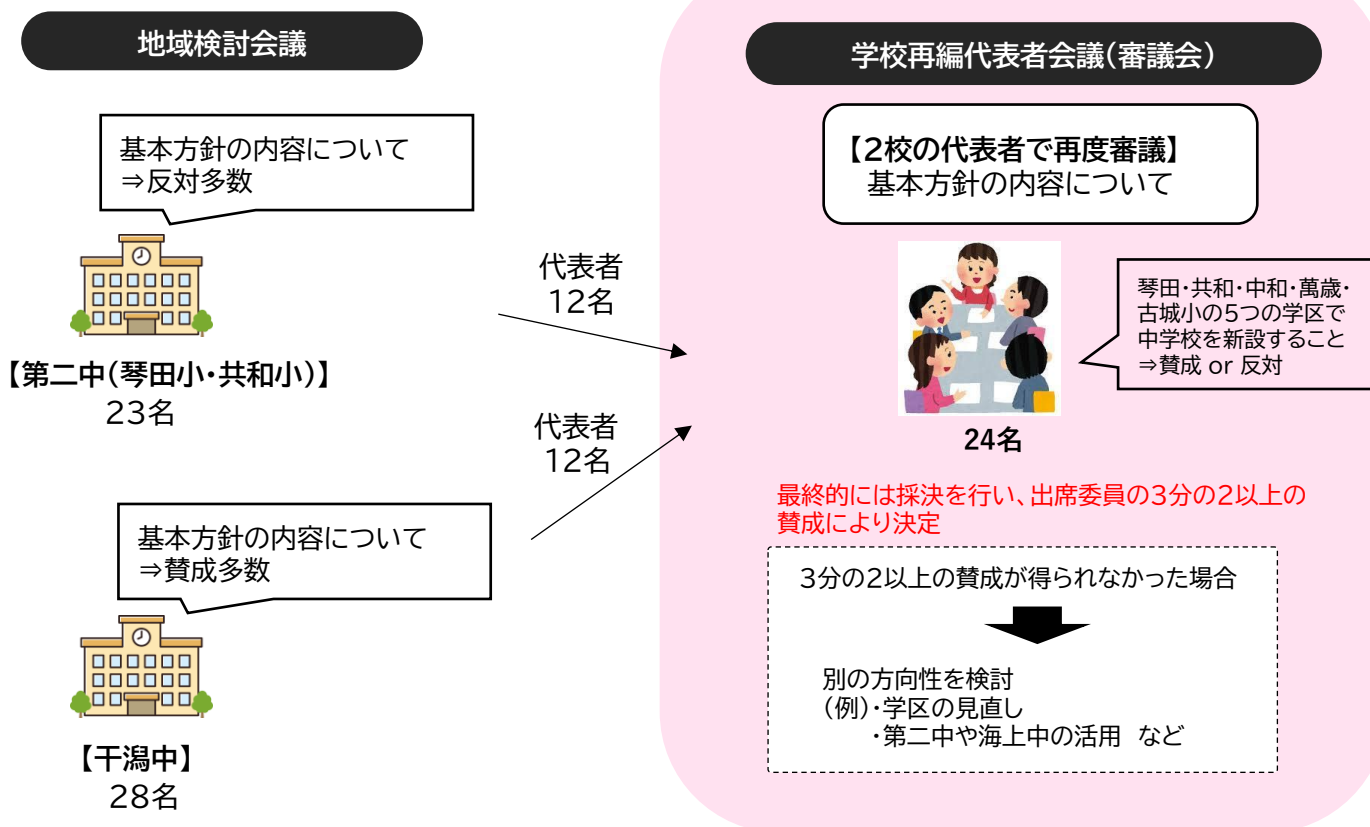 地域検討会議
基本方針の内容について
⇒反対多数
【第二中(琴田小・共和小)】
23名
代表者
12名
基本方針の内容について
⇒賛成多数
【干潟中】
28名
代表者
12名
学校再編代表者会議(審議会)
【2校の代表者で再度審議】
基本方針の内容について
琴田・共和・中和・萬歳・
古城小の5つの学区で
中学校を新設すること
⇒賛成 or 反対
24名
最終的には採決を行い、出席委員の3分の2以上の
賛成により決定
3分の2以上の賛成が得られなかった場合
別の方向性を検討
(例)・学区の見直し
・第二中や海上中の活用 など